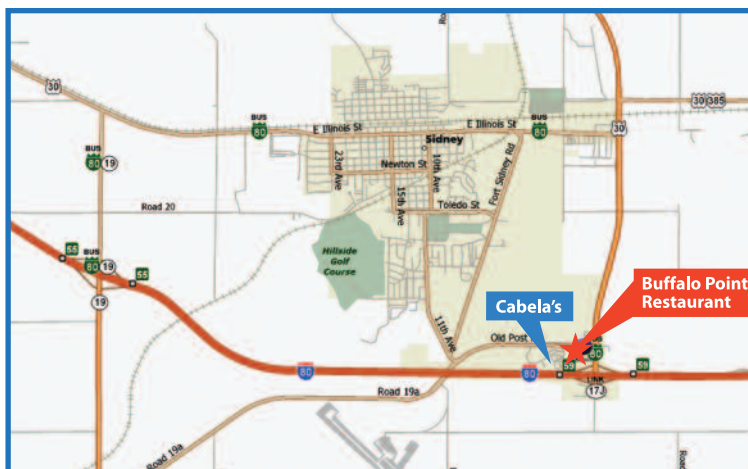 Ro
30
30 385
BUS
80
E Illinois St
E Illinois St
BUS
80
30
Sidney
BUS
80 19
23rd Ave
Newton St
10th Ave
15th Ave
Fort Sidney Rd
Road 20
Toledo St
55
BUS
80 19
55
Hillside
Golf
Course
19
Buffalo Point
Restaurant
Cabela's
11th Ave
Old Post
80
80
80
59
59
LINK
17J
Road 19a
Road 19a
Road
Road